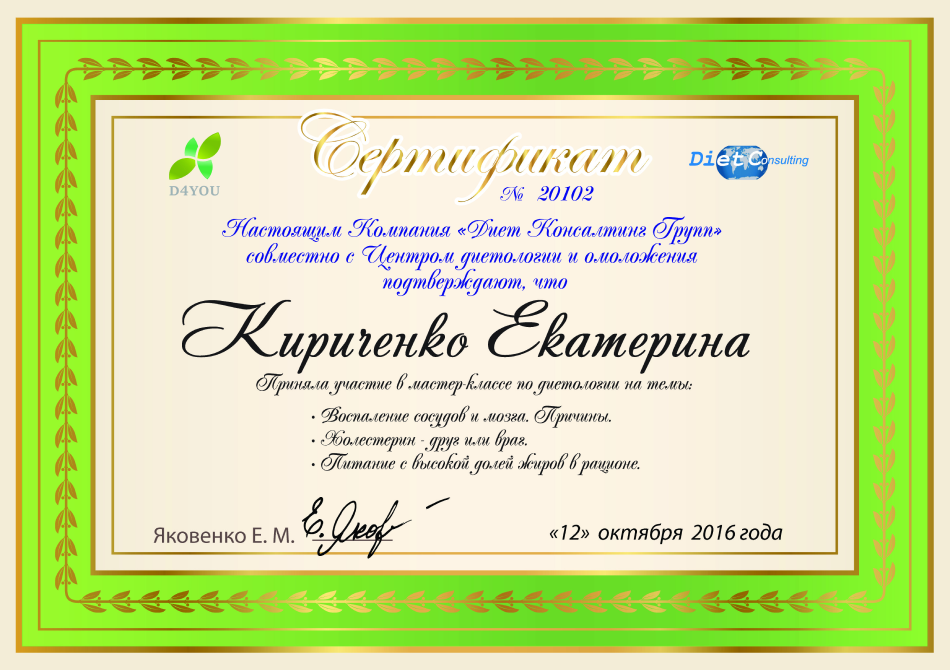 Сертификат
D4YOU
Diet Consulting
№ 20102
Настоящим Компания «Диет Консалтинг Групп»
совместно с Центром диетологии и омоложения
подтверждают, что
Кириченко Екатерина
Приняла участие в мастер-классе по диетологии на темы:
· Воспаление сосудов и мозга. Причины.
· Холестерин - друг или враг.
· Питание с высокой долей жиров в рационе.
Яковенко Е. М. Е. Яков
«12» октября 2016 года